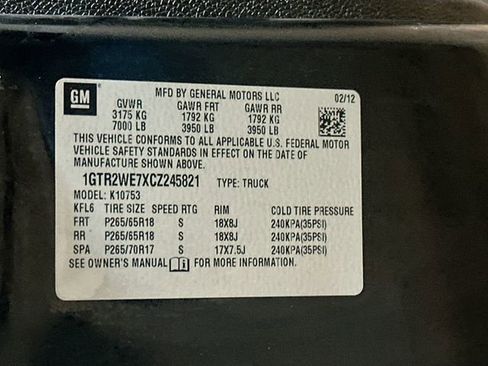 GM
MFD BY GENERAL MOTORS LLC
02/12
GVWR GAWR FRT GAWR RR
3175 KG 1792 KG 1792 KG
7000 LB 3950 LB 3950 LB
THIS VEHICLE CONFORMS TO ALL APPLICABLE U.S. FEDERAL MOTOR
VEHICLE SAFETY STANDARDS IN EFFECT ON THE DATE OF
MANUFACTURE SHOWN ABOVE.
1GTR2WE7XCZ245821 TYPE: TRUCK
MODEL: K10753
KFL6 TIRE SIZE SPEED RTG RIM COLD TIRE PRESSURE
FRT P265/65R18 S 18X8J 240KPA(35PSI)
RR P265/65R18 S 18X8J 240KPA(35PSI)
SPA P265/70R17 S 17X7.5J 240KPA(35PSI)
SEE OWNER'S MANUAL FOR MORE INFORMATION.